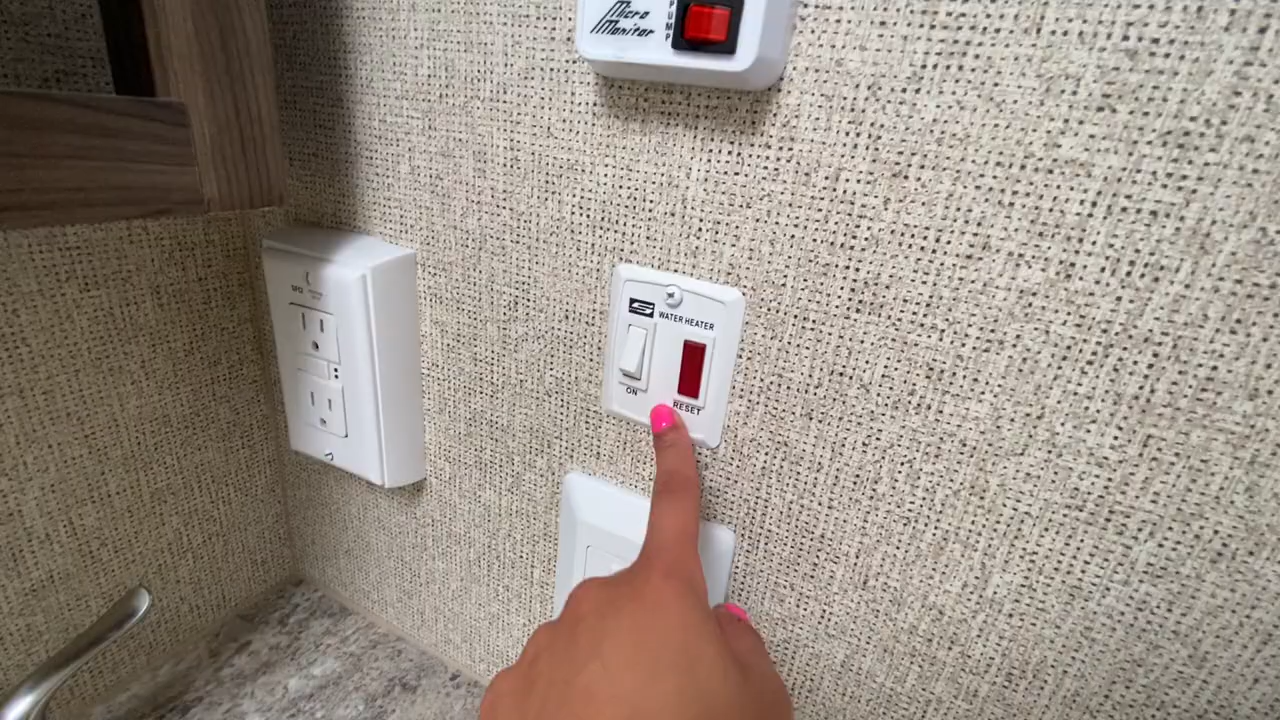 Micro
Monitor
PUMP
WATER HEATER
ON
RESET